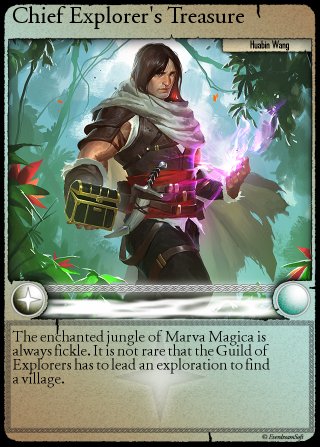 Chief Explorer's Treasure
Huabin Wang
The enchanted jungle of Marva Magica is
always fickle. It is not rare that the Guild of
Explorers has to lead an exploration to find
a village.
© EverdreamSoft